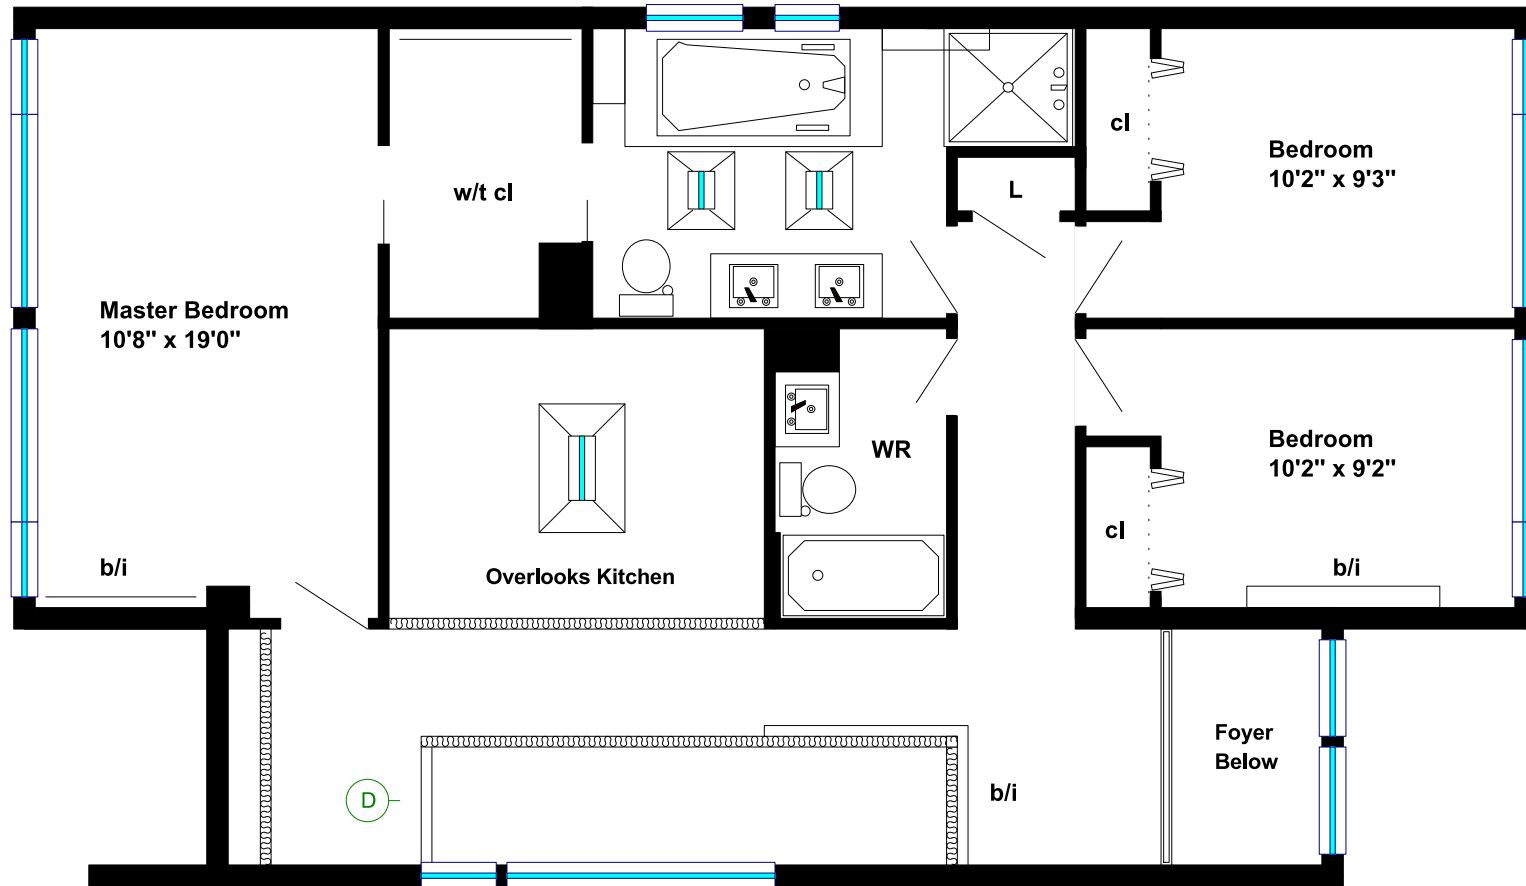 cl
Bedroom
10'2" x 9'3"
w/t cl
L
Master Bedroom
10'8" x 19'0"
WR
Bedroom
10'2" x 9'2"
cl
b/i
b/i
Overlooks Kitchen
Foyer
Below
b/i
D